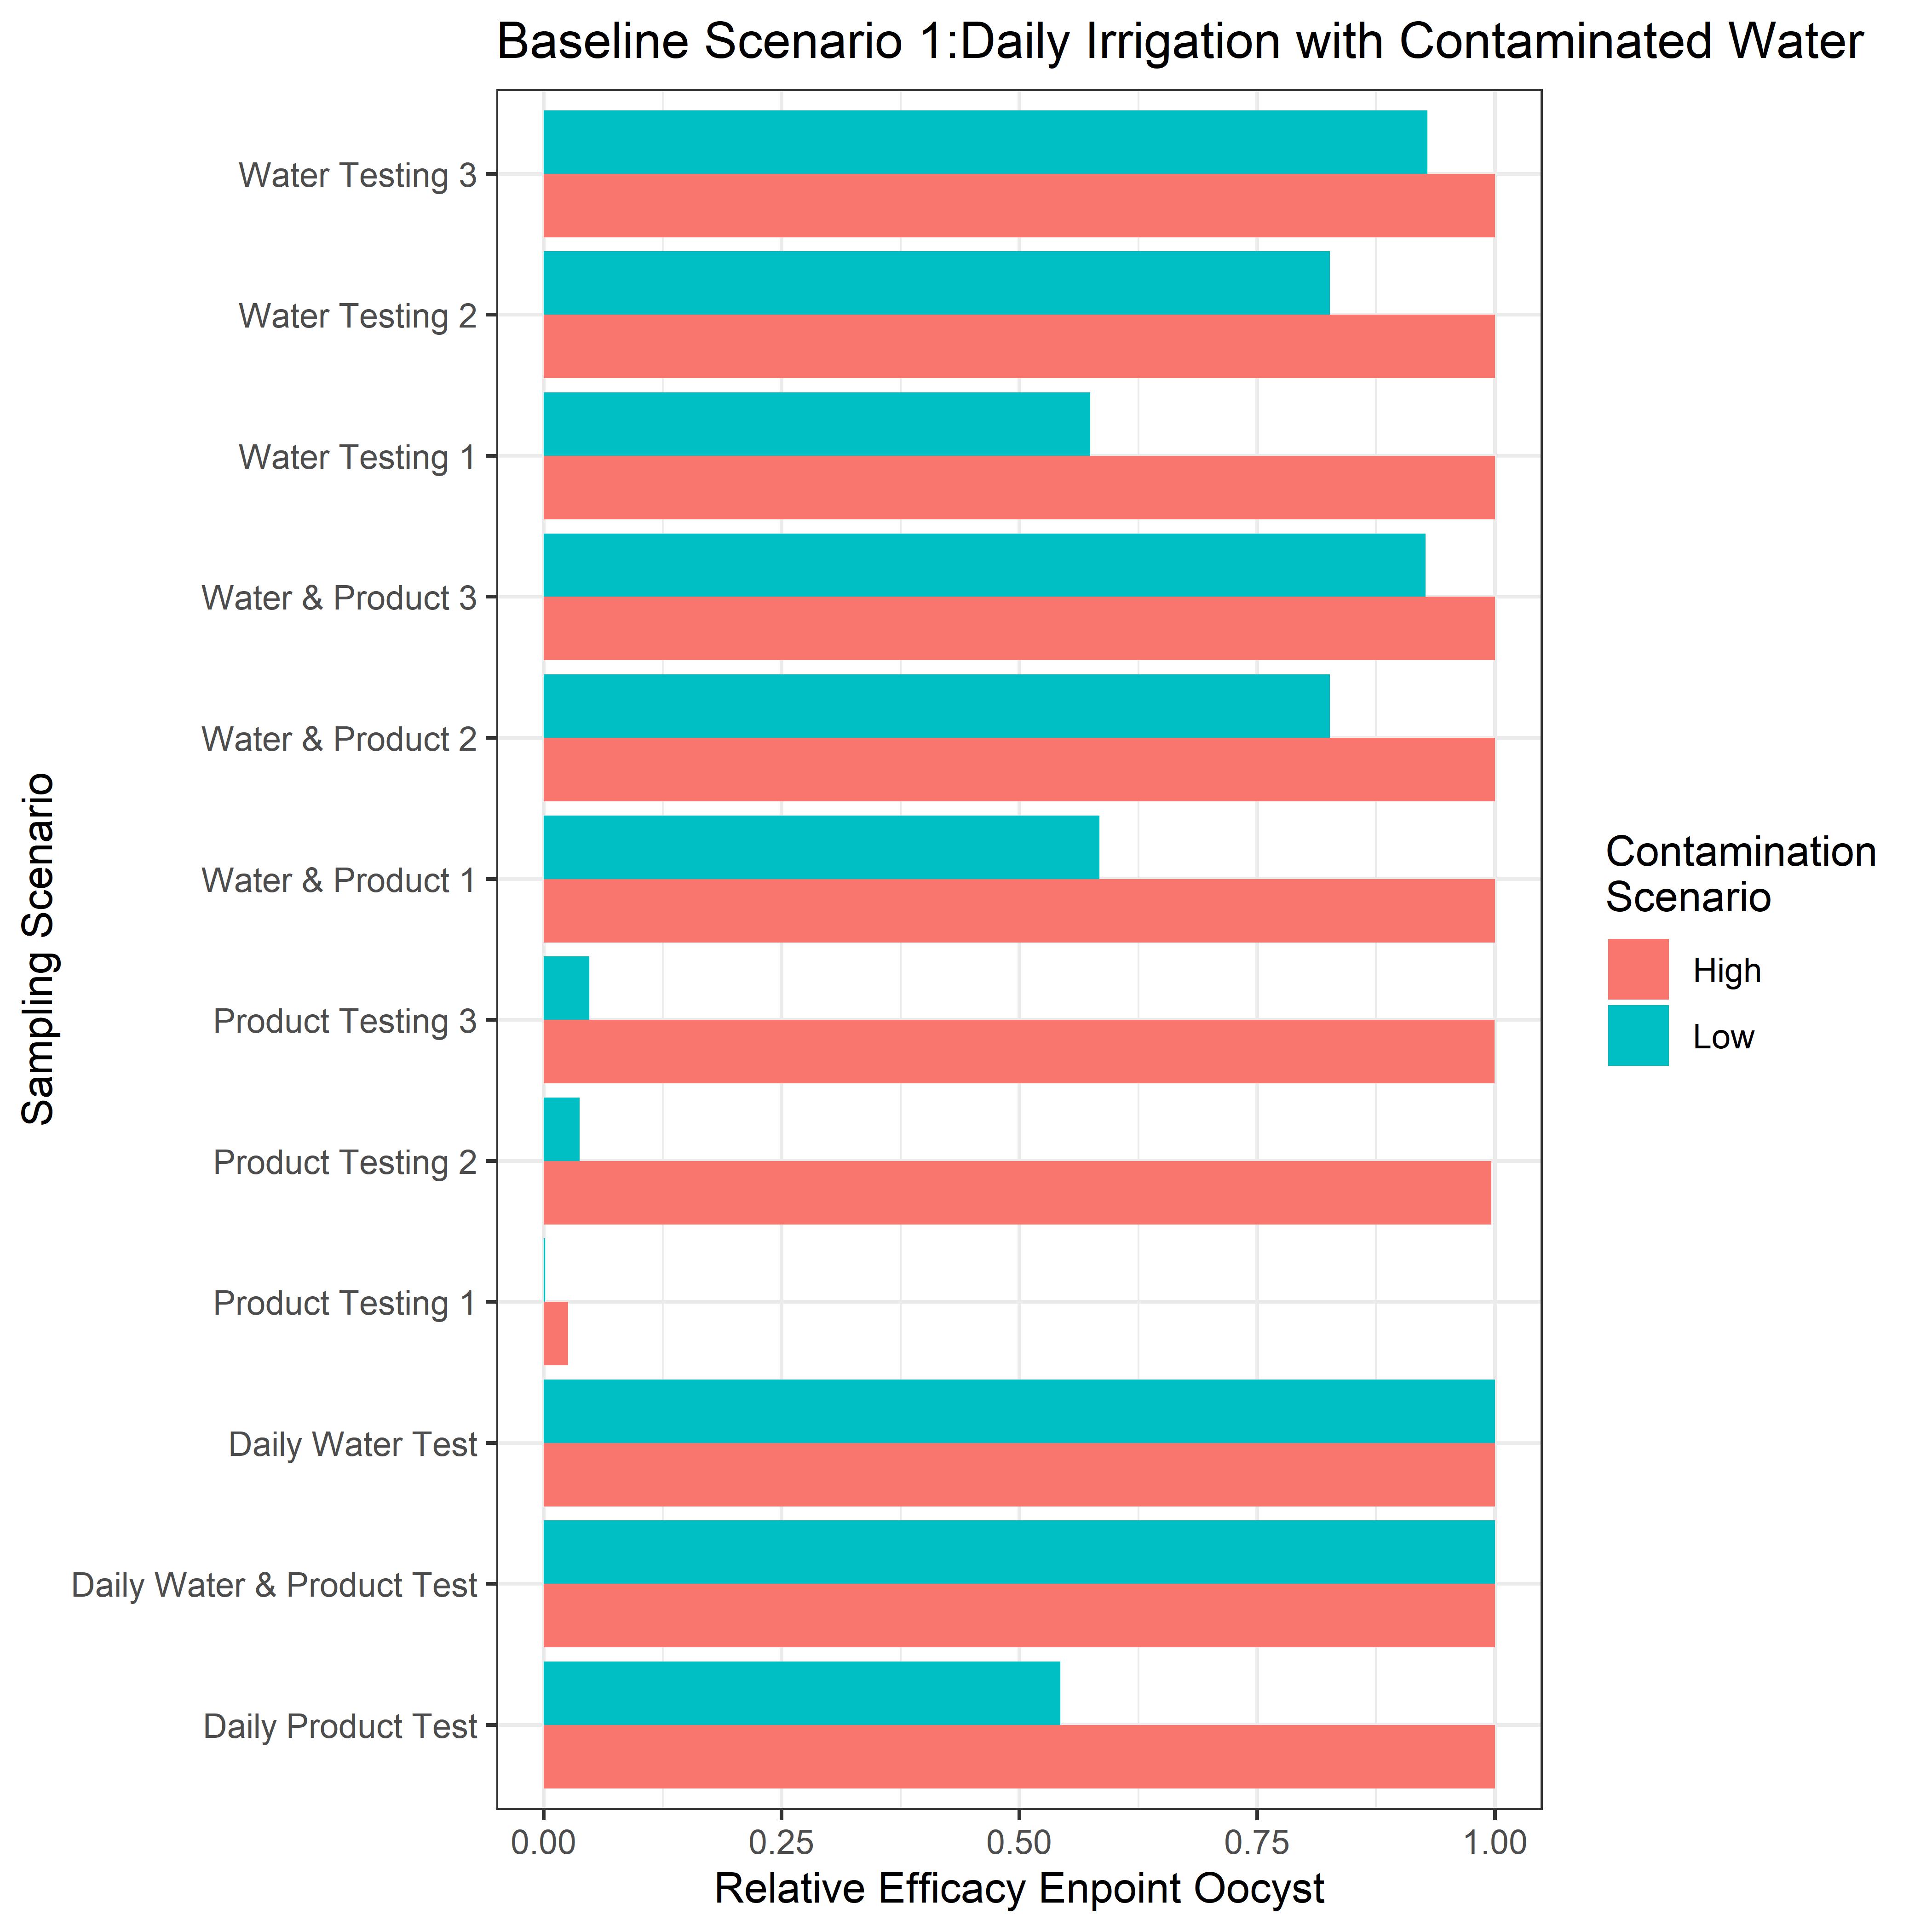 Baseline Scenario 1:Daily Irrigation with Contaminated Water
Sampling Scenario
Water Testing 3
Water Testing 2
Water Testing 1
Water & Product 3
Water & Product 2
Water & Product 1
Product Testing 3
Product Testing 2
Product Testing 1
Daily Water Test
Daily Water & Product Test
Daily Product Test
0.00 0.25 0.50 0.75 1.00
Relative Efficacy Enpoint Oocyst
Contamination
Scenario
High
Low